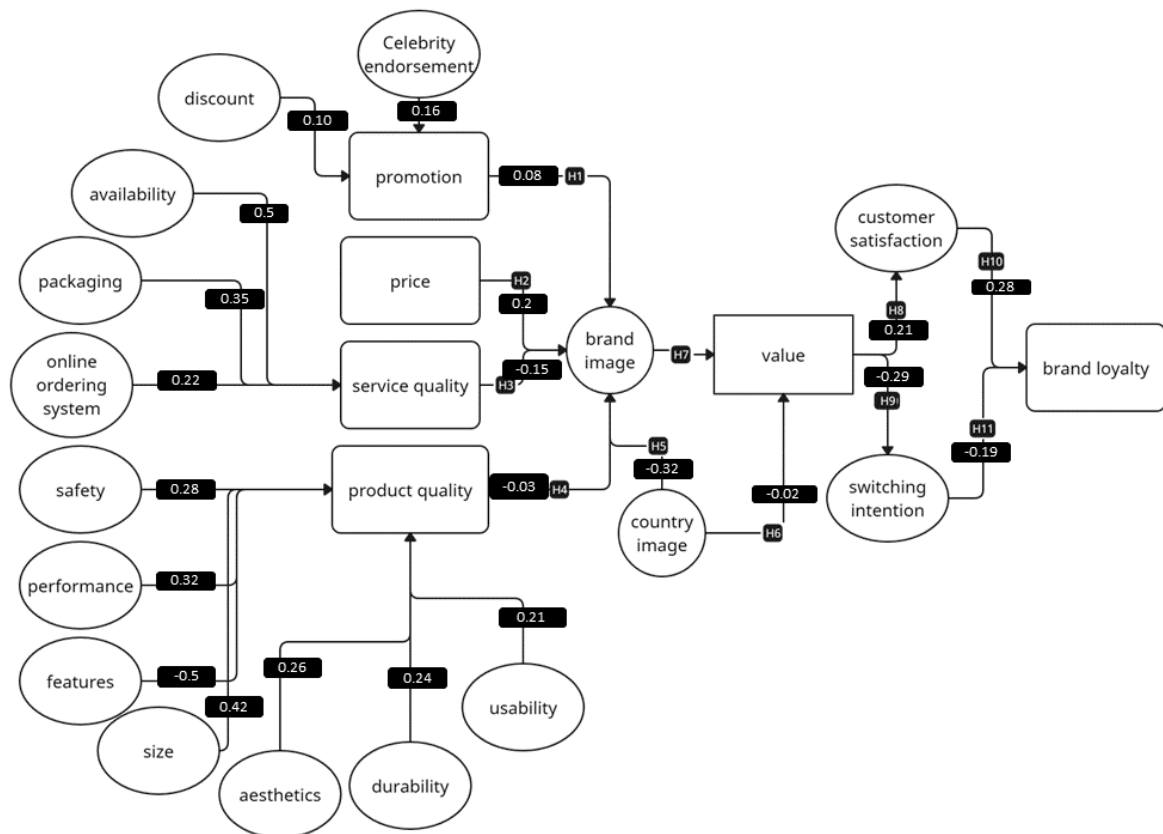 Celebrity
endorsement
discount
0.16
0.10
promotion
0.08
H1
availability
0.5
customer
satisfaction
packaging
0.35
price
H2
0.2
H10
0.28
H8
0.21
online
ordering
system
0.22
service quality
H3
-0.15
brand
image
H7
value
-0.29
H9
brand loyalty
safety
0.28
product quality
-0.03
H4
H5
-0.32
-0.02
H11
-0.19
switching
intention
country
image
H6
performance
0.32
features
-0.5
0.42
size
0.26
aesthetics
0.24
durability
0.21
usability